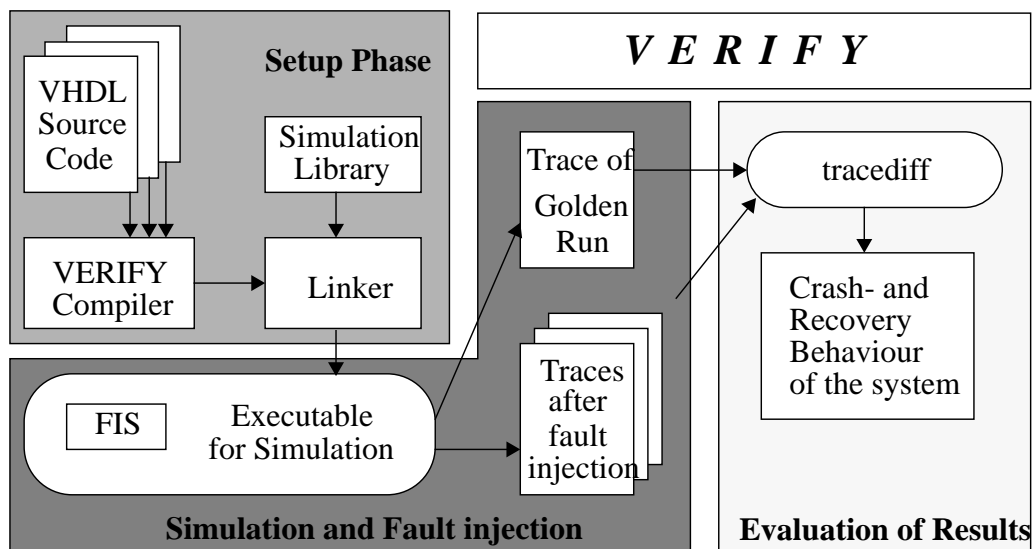 Setup Phase
VHDL
Source
Code
Simulation
Library
VERIFY
Compiler
Linker
V E R I F Y
Trace of
Golden
Run
tracediff
Crash- and
Recovery
Behaviour
of the system
FIS
Executable
for Simulation
Traces
after
fault
injection
Simulation and Fault injection
Evaluation of Results